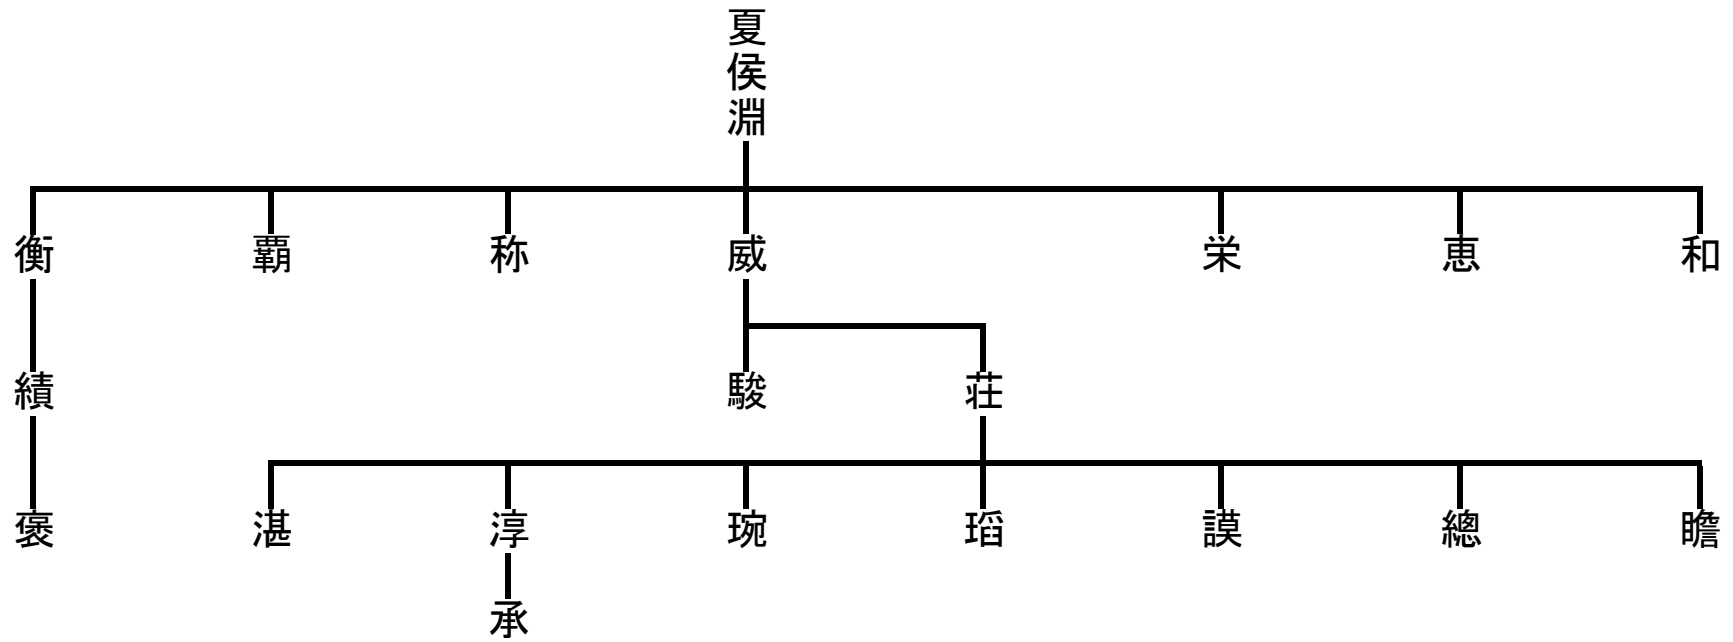 夏侯淵
衡 覇 称 威 栄 恵 和
績 駿 荘
褒 湛 淳 琬 瑫 謨 總 瞻
承